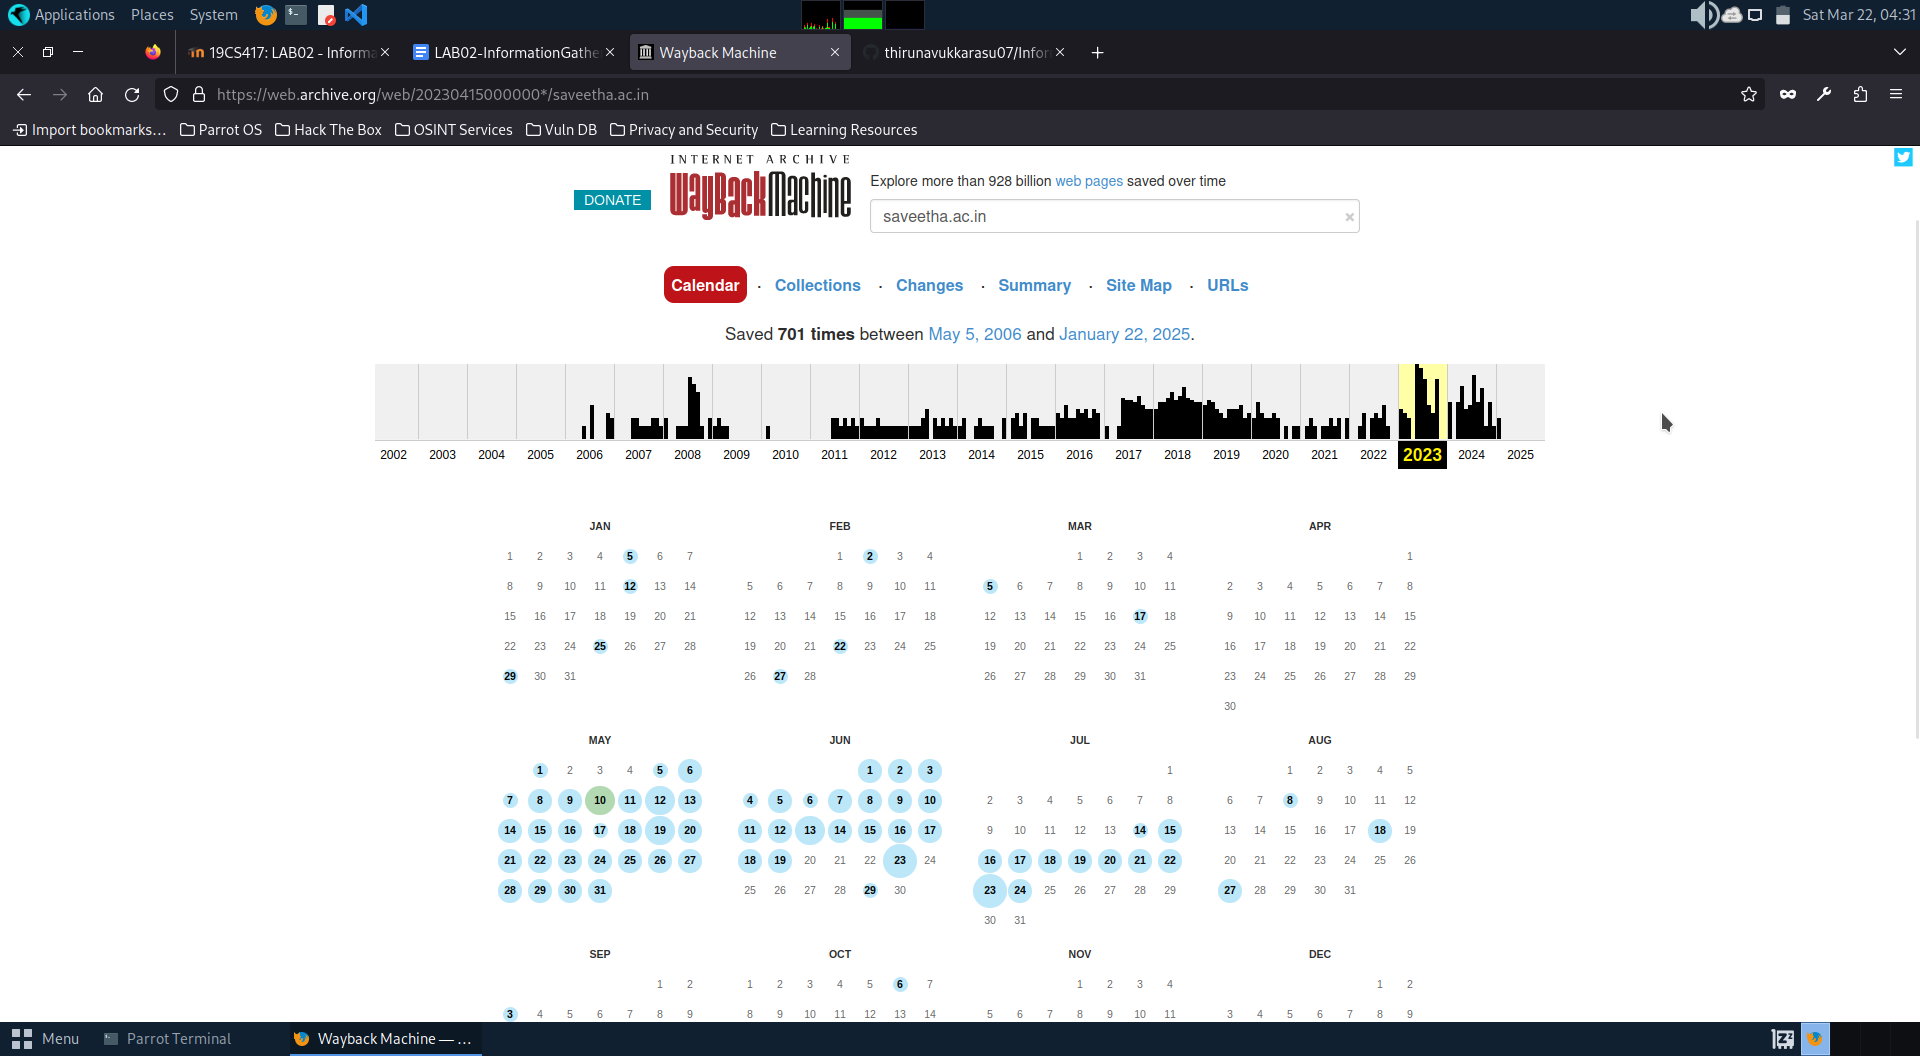 Applications Places System Sat Mar 22, 04:31
19CS417: LAB02 - Informa LAB02-InformationGathe Wayback Machine thirunavukkarasu07/Infor
https://web.archive.org/web/20230415000000*/saveetha.ac.in
Import bookmarks... Parrot OS Hack The Box OSINT Services Vuln DB Privacy and Security Learning Resources
INTERNET ARCHIVE
DONATE
WayBackMachine
Explore more than 928 billion web pages saved over time
saveetha.ac.in
Calendar · Collections · Changes · Summary · Site Map · URLs
Saved 701 times between May 5, 2006 and January 22, 2025.
2002 2003 2004 2005 2006 2007 2008 2009 2010 2011 2012 2013 2014 2015 2016 2017 2018 2019 2020 2021 2022 2023 2024 2025
JAN FEB MAR APR
1 2 3 4 5 6 7 1 2 3 4 1 2 3 4 1
8 9 10 11 12 13 14 5 6 7 8 9 10 11 5 6 7 8 9 10 11 2 3 4 5 6 7 8
15 16 17 18 19 20 21 12 13 14 15 16 17 18 12 13 14 15 16 17 18 9 10 11 12 13 14 15
22 23 24 25 26 27 28 19 20 21 22 23 24 25 19 20 21 22 23 24 25 16 17 18 19 20 21 22
29 30 31 26 27 28 26 27 28 29 30 31 23 24 25 26 27 28 29
30
MAY JUN JUL AUG
1 2 3 4 5 6 1 2 3 1 1 2 3 4 5
7 8 9 10 11 12 13 4 5 6 7 8 9 10 2 3 4 5 6 7 8 6 7 8 9 10 11 12
14 15 16 17 18 19 20 11 12 13 14 15 16 17 9 10 11 12 13 14 15 13 14 15 16 17 18 19
21 22 23 24 25 26 27 18 19 20 21 22 23 24 16 17 18 19 20 21 22 20 21 22 23 24 25 26
28 29 30 31 25 26 27 28 29 30 23 24 25 26 27 28 29 27 28 29 30 31
30 31
SEP OCT NOV DEC
1 2 1 2 3 4 5 6 7 1 2 3 4 1 2
3 4 5 6 7 8 9 8 9 10 11 12 13 14 5 6 7 8 9 10 11 3 4 5 6 7 8 9
Menu Parrot Terminal Wayback Machine — ...